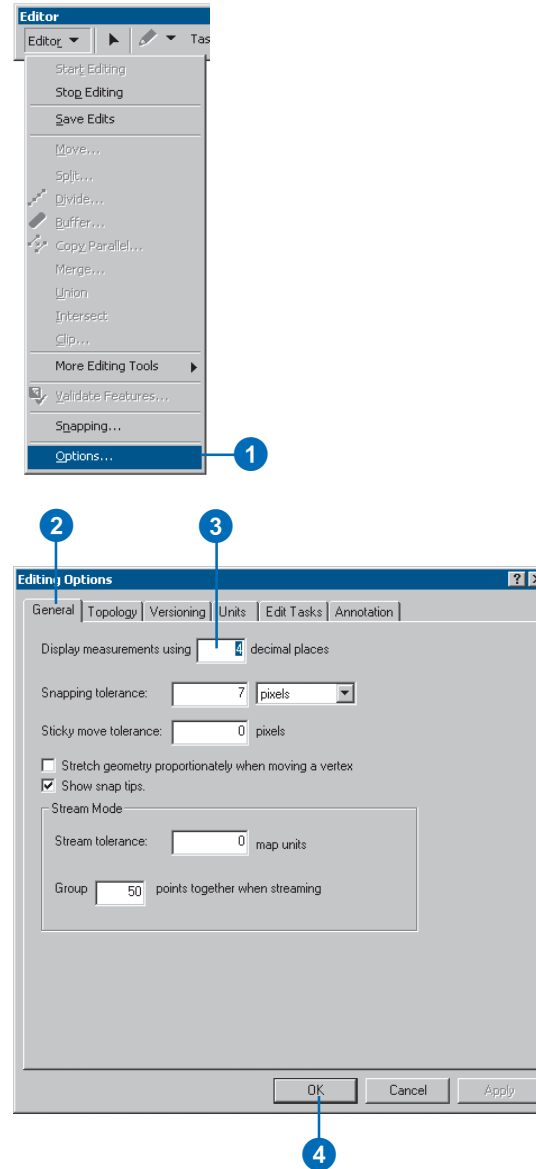 Editor
Editor Tas
Start Editing
Stop Editing
Save Edits
Move...
Split...
Divide...
Buffer...
Copy Parallel...
Merge...
Union
Intersect
Clip...
More Editing Tools
Validate Features...
Snapping...
Options...
1
2 3
Editing Options
General Topology Versioning Units Edit Tasks Annotation
Display measurements using 4 decimal places
Snapping tolerance: 7 pixels
Sticky move tolerance: 0 pixels
Stretch geometry proportionately when moving a vertex
Show snap tips.
Stream Mode
Stream tolerance: 0 map units
Group 50 points together when streaming
OK Cancel Apply
4